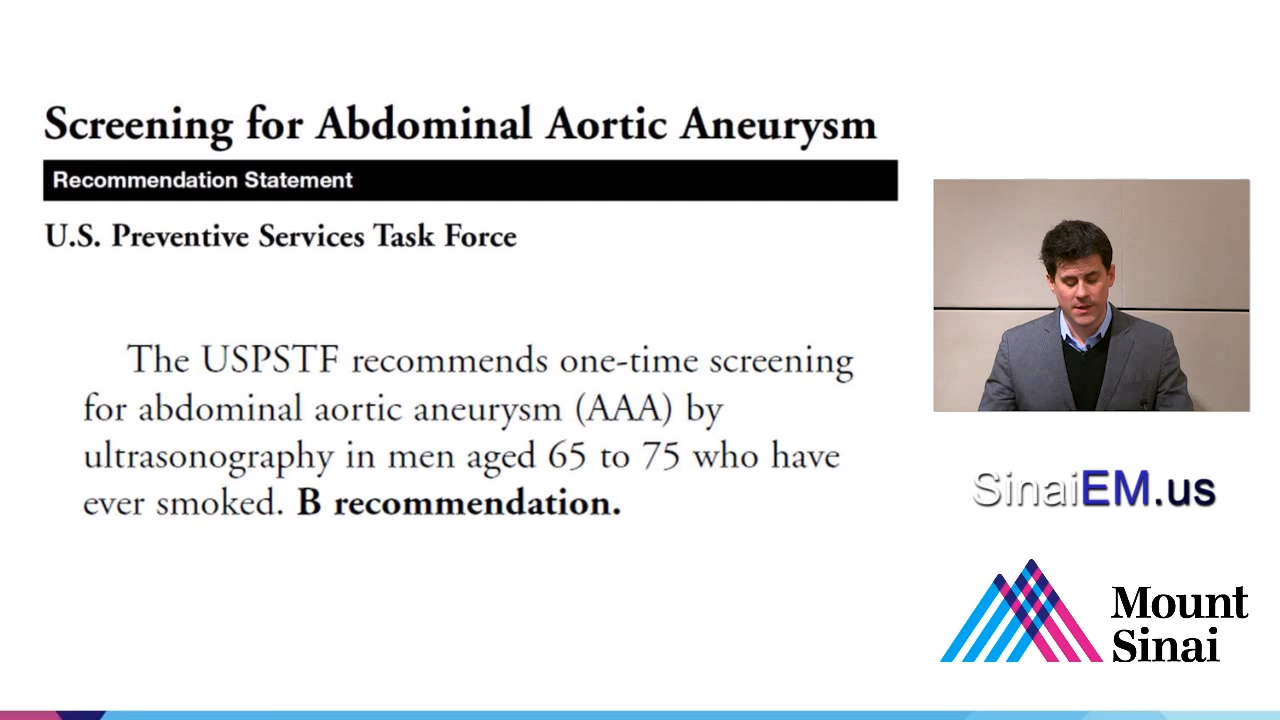 Screening for Abdominal Aortic Aneurysm
Recommendation Statement
U.S. Preventive Services Task Force
The USPSTF recommends one-time screening
for abdominal aortic aneurysm (AAA) by
ultrasonography in men aged 65 to 75 who have
ever smoked. B recommendation.
SinaiEM.us
Mount
Sinai